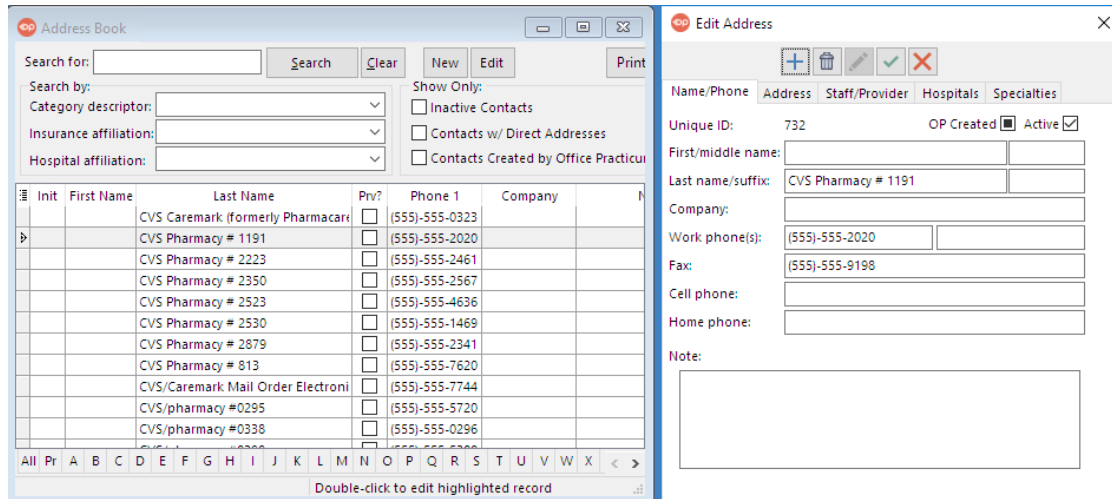 op Address Book
Search for: Search Clear New Edit Print
Search by:
Category descriptor:
Insurance affiliation:
Hospital affiliation:
Show Only:
Inactive Contacts
Contacts w/ Direct Addresses
Contacts Created by Office Practicu
Init First Name Last Name Prv? Phone 1 Company N
CVS Caremark (formerly Pharmacare (555)-555-0323
CVS Pharmacy # 1191 (555)-555-2020
CVS Pharmacy # 2223 (555)-555-2461
CVS Pharmacy # 2350 (555)-555-2567
CVS Pharmacy # 2523 (555)-555-4636
CVS Pharmacy # 2530 (555)-555-1469
CVS Pharmacy # 2879 (555)-555-2341
CVS Pharmacy # 813 (555)-555-7620
CVS/Caremark Mail Order Electroni (555)-555-7744
CVS/pharmacy #0295 (555)-555-5720
CVS/pharmacy #0338 (555)-555-0296
All Pr A B C D E F G H I J K L M N O P Q R S T U V W X
Double-click to edit highlighted record
op Edit Address
Name/Phone Address Staff/Provider Hospitals Specialties
Unique ID: 732 OP Created Active
First/middle name:
Last name/suffix: CVS Pharmacy # 1191
Company:
Work phone(s): (555)-555-2020
Fax: (555)-555-9198
Cell phone:
Home phone:
Note: